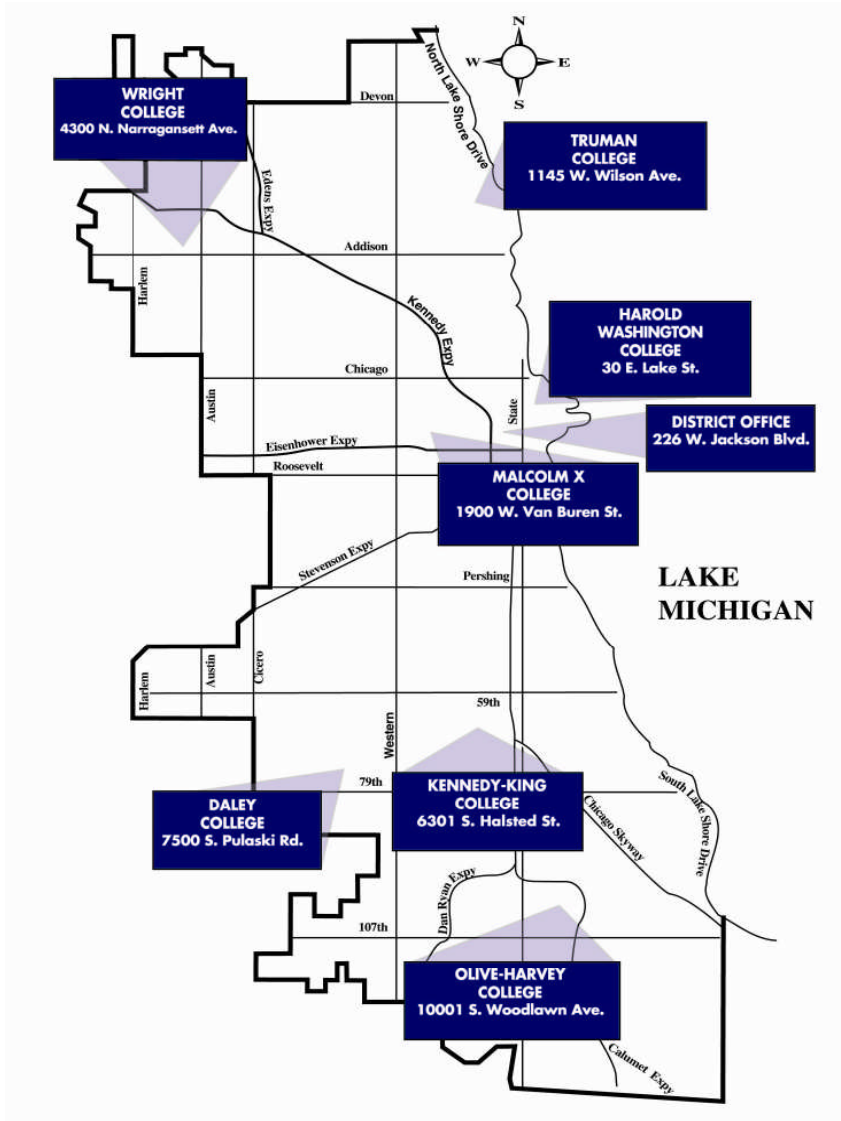 N
W
E
S
North Lake Shore Drive
Devon
WRIGHT
COLLEGE
4300 N. Narragansett Ave.
TRUMAN
COLLEGE
1145 W. Wilson Ave.
Edens Expy
Addison
Harlem
Kennedy Expy
HAROLD
WASHINGTON
COLLEGE
30 E. Lake St.
Chicago
Austin
State
DISTRICT OFFICE
226 W. Jackson Blvd.
Eisenhower Expy
Roosevelt
MALCOLM X
COLLEGE
1900 W. Van Buren St.
Stevenson Expy
Pershing
LAKE
MICHIGAN
Harlem
Austin
Cicero
59th
Western
79th
DALEY
COLLEGE
7500 S. Pulaski Rd.
KENNEDY-KING
COLLEGE
6301 S. Halsted St.
Chicago Skyway
South Lake Shore Drive
Dan Ryan Expy
107th
OLIVE-HARVEY
COLLEGE
10001 S. Woodlawn Ave.
Calumet Expy